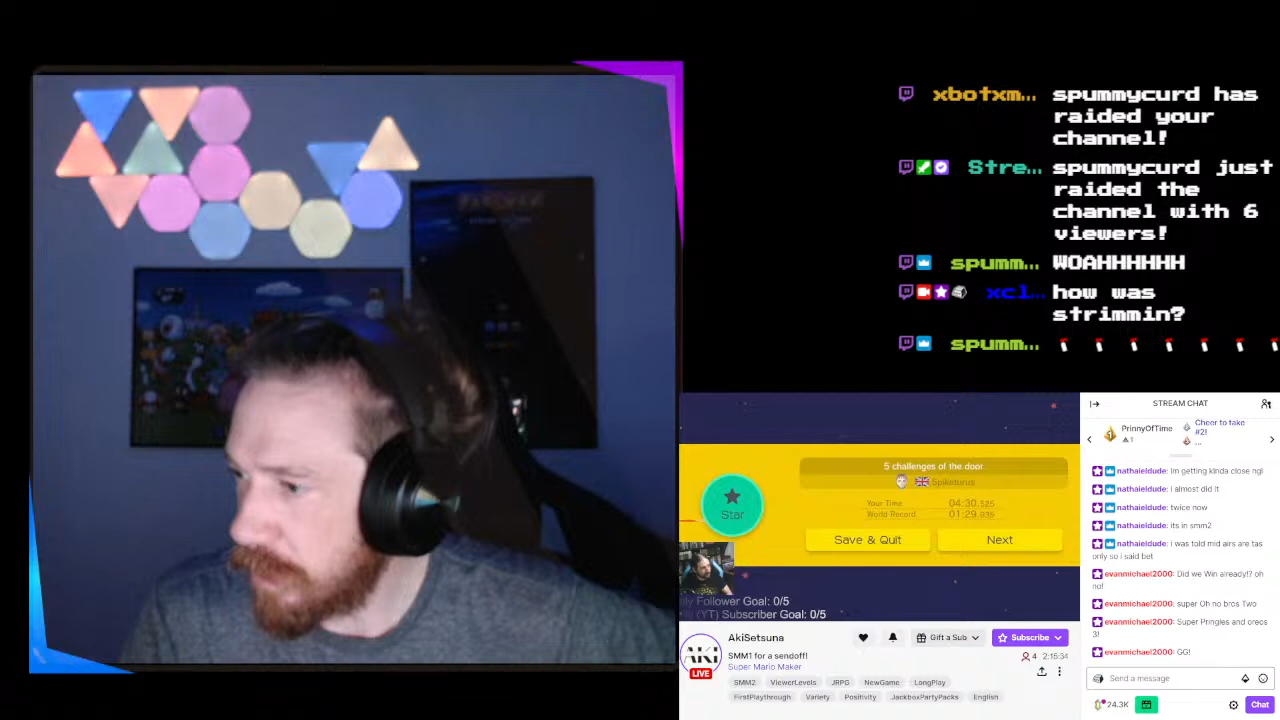 xbotxm... spummycurd has
raided your
channel!
Stre... spummycurd just
raided the
channel with 6
viewers!
spumm... WOAHHHHHH
xcl... how was
strimmin?
spumm...
STREAM CHAT
PrinnyOfTime
1
Cheer to take
#2!
...
nathaieldude: Im getting kinda close ngl
nathaieldude: i almost did it
nathaieldude: twice now
nathaieldude: its in smm2
nathaieldude: i was told mid airs are tas
only so i said bet
evanmichael2000: Did we Win already!? oh
no!
evanmichael2000: super Oh no bros Two
evanmichael2000: Super Pringles and oreos
3!
evanmichael2000: GG!
Send a message
24.3K
Chat
5 challenges of the door
Spiketurus
Star
Your Time 04:30.525
World Record 01:29.935
Save & Quit Next
Follower Goal: 0/5
(YT) Subscriber Goal: 0/5
AKI
LIVE
AkiSetsuna
Gift a Sub
Subscribe
SMM1 for a sendoff!
4 2:15:34
Super Mario Maker
SMM2 ViewerLevels JRPG NewGame LongPlay
FirstPlaythrough Variety Positivity JackboxPartyPacks English